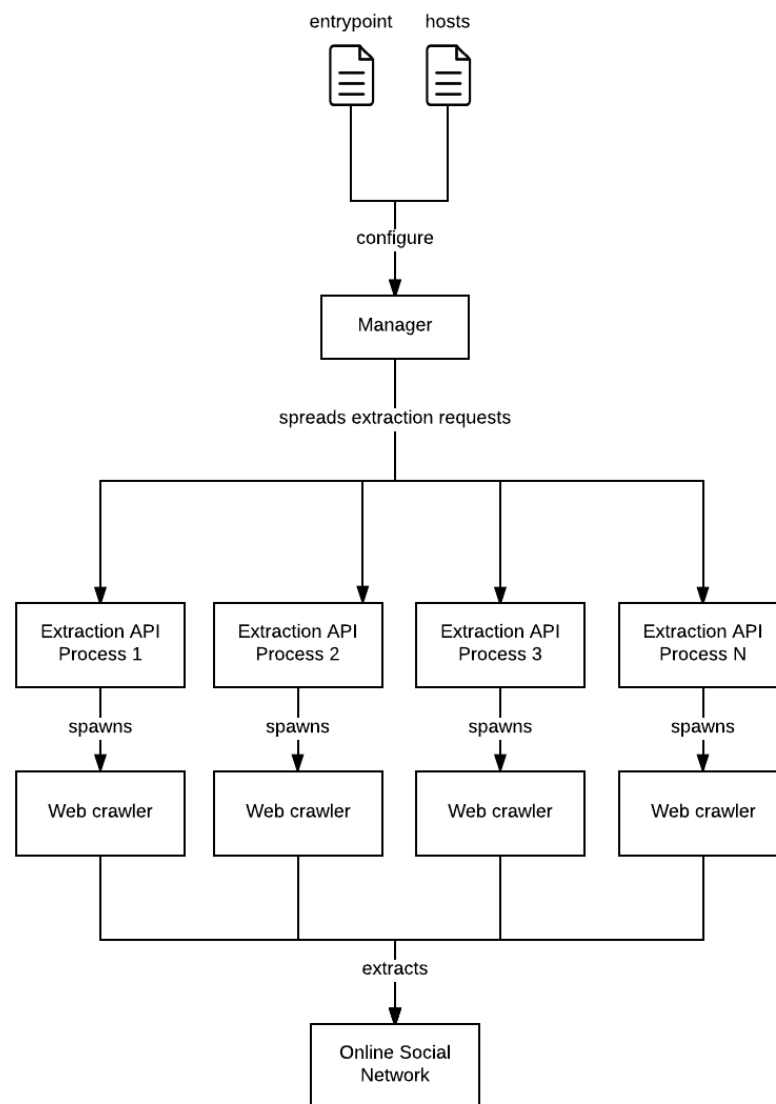 entrypoint
hosts
configure
Manager
spreads extraction requests
Extraction API
Process 1
Extraction API
Process 2
Extraction API
Process 3
Extraction API
Process N
spawns
spawns
spawns
spawns
Web crawler
Web crawler
Web crawler
Web crawler
extracts
Online Social
Network